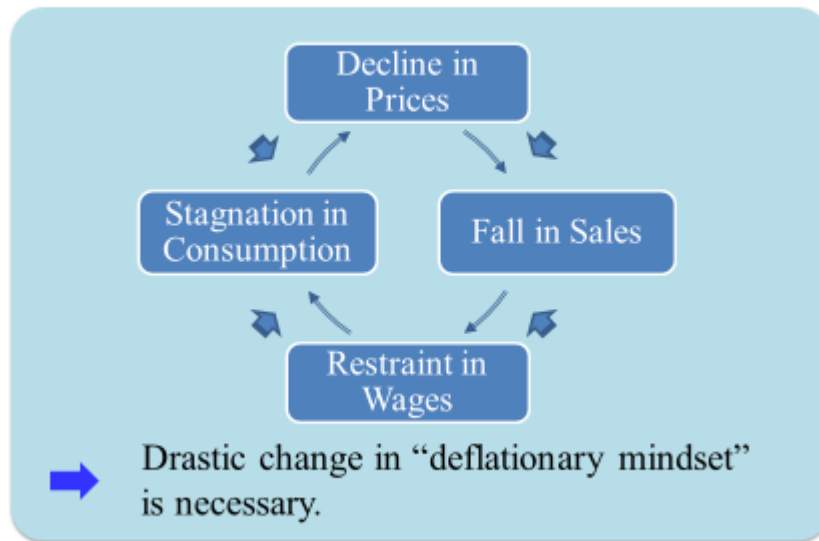 Decline in
Prices
Stagnation in
Consumption
Fall in Sales
Restraint in
Wages
Drastic change in “deflationary mindset”
is necessary.